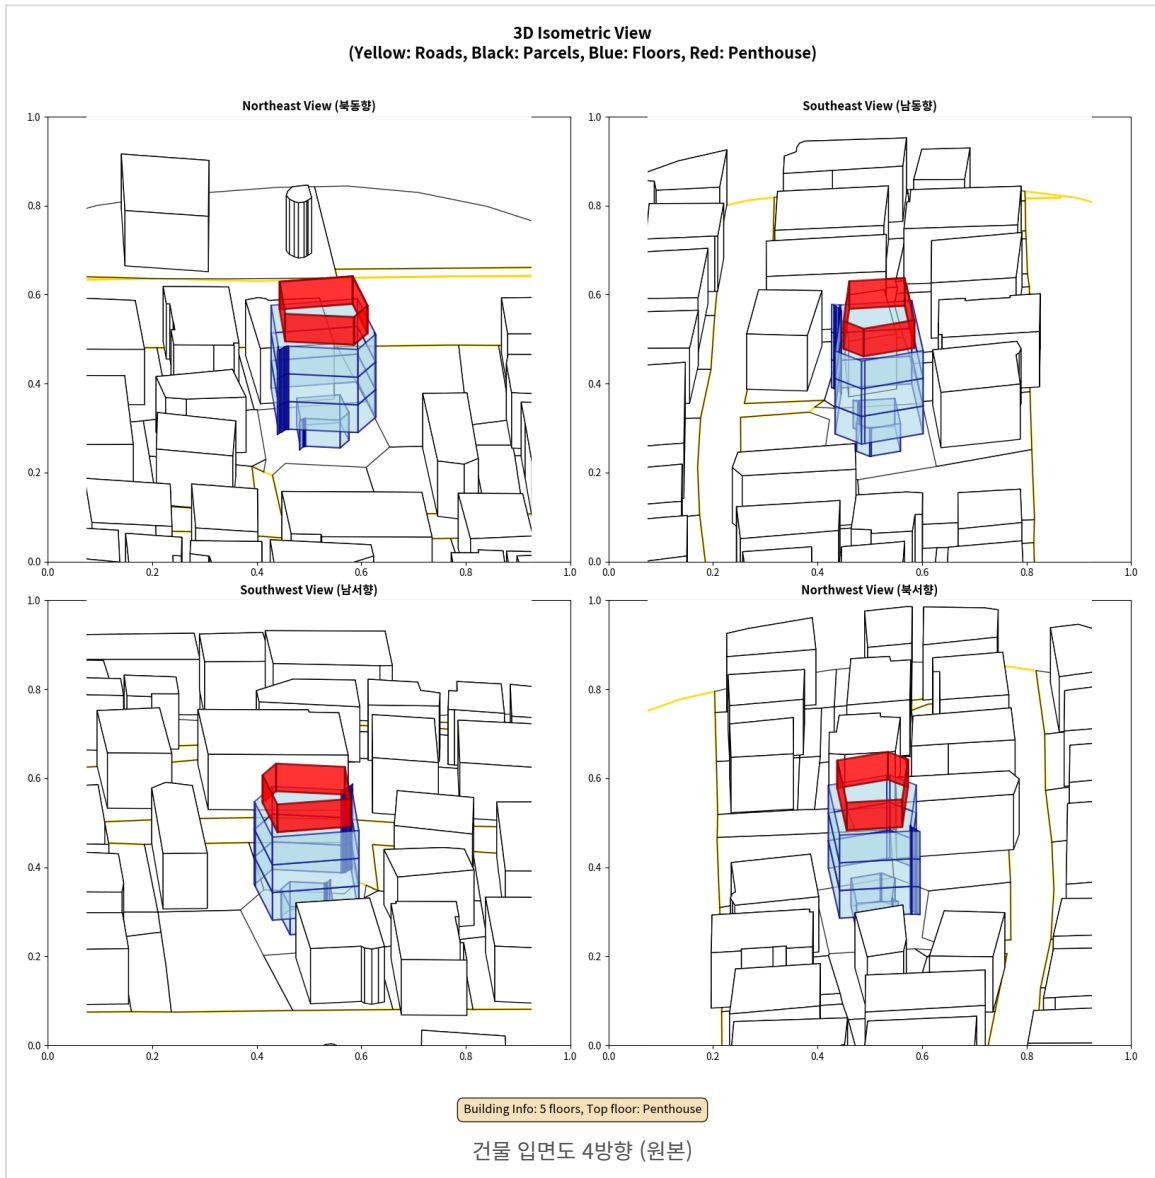 3D Isometric View
(Yellow: Roads, Black: Parcels, Blue: Floors, Red: Penthouse)
Northeast View (북동향)
1.0
0.8
0.6
0.4
0.2
0.0
0.0 0.2 0.4 0.6 0.8 1.0
Southeast View (남동향)
1.0
0.8
0.6
0.4
0.2
0.0
0.0 0.2 0.4 0.6 0.8 1.0
Southwest View (남서향)
1.0
0.8
0.6
0.4
0.2
0.0
0.0 0.2 0.4 0.6 0.8 1.0
Northwest View (북서향)
1.0
0.8
0.6
0.4
0.2
0.0
0.0 0.2 0.4 0.6 0.8 1.0
Building Info: 5 floors, Top floor: Penthouse
건물 입면도 4방향 (원본)